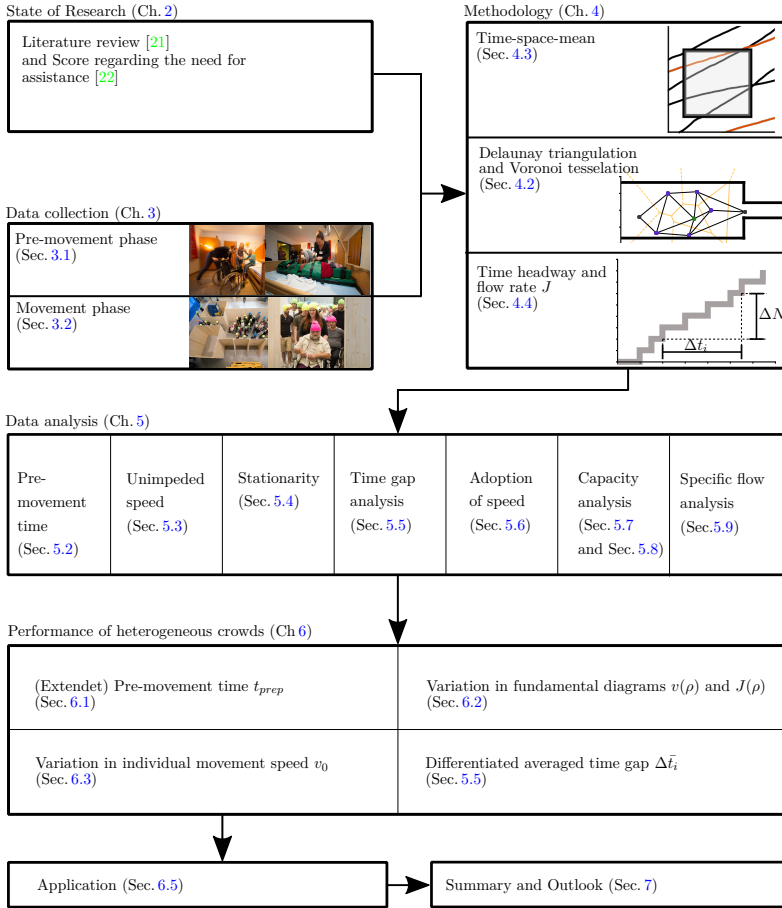 State of Research (Ch. 2)
Literature review [21]
and Score regarding the need for
assistance [22]
Data collection (Ch. 3)
Pre-movement phase
(Sec. 3.1)
Movement phase
(Sec. 3.2)
Methodology (Ch. 4)
Time-space-mean
(Sec. 4.3)
Delaunay triangulation
and Voronoi tesselation
(Sec. 4.2)
Time headway and
flow rate J
(Sec. 4.4)
ΔN
Δt_i
Data analysis (Ch. 5)
Pre-
movement
time
(Sec. 5.2)
Unimpeded
speed
(Sec. 5.3)
Stationarity
(Sec. 5.4)
Time gap
analysis
(Sec. 5.5)
Adoption
of speed
(Sec. 5.6)
Capacity
analysis
(Sec. 5.7
and Sec. 5.8)
Specific flow
analysis
(Sec.5.9)
Performance of heterogeneous crowds (Ch 6)
(Extendet) Pre-movement time t_prep
(Sec. 6.1)
Variation in fundamental diagrams v(ρ) and J(ρ)
(Sec. 6.2)
Variation in individual movement speed v_0
(Sec. 6.3)
Differentiated averaged time gap Δt̄_i
(Sec. 5.5)
Application (Sec. 6.5)
Summary and Outlook (Sec. 7)